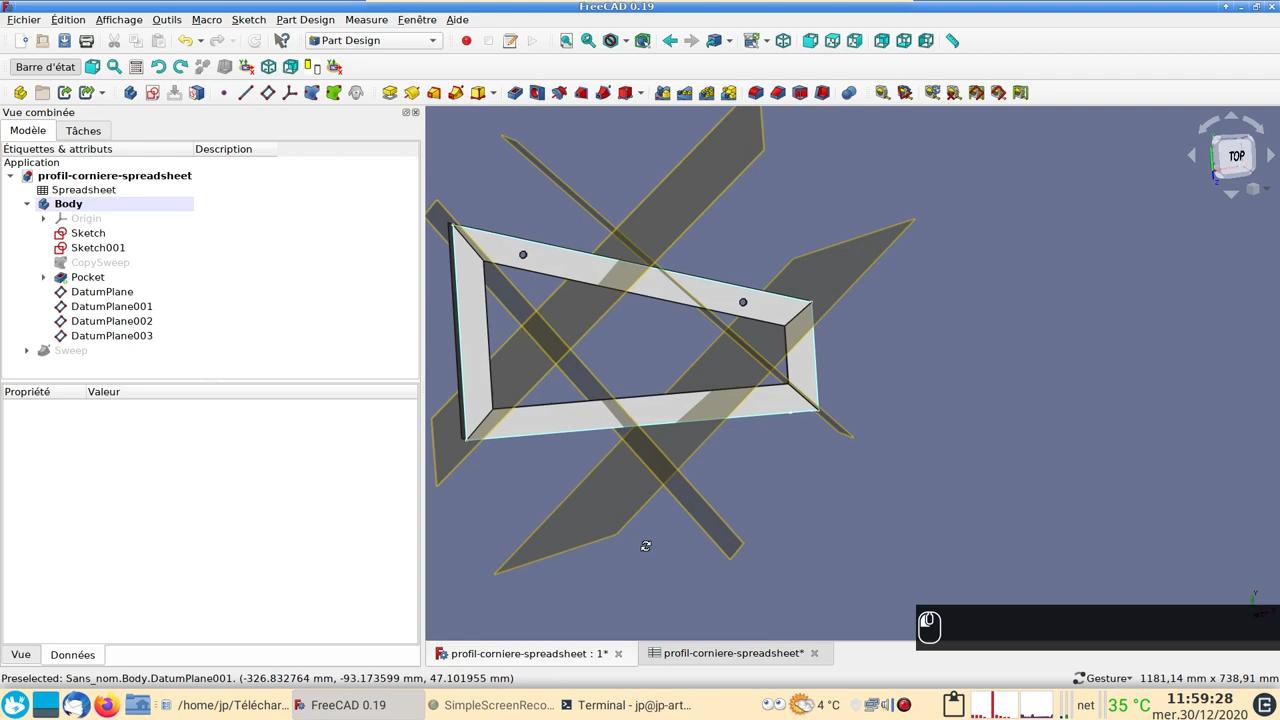 FreeCAD 0.19
Fichier Édition Affichage Outils Macro Sketch Part Design Measure Fenêtre Aide
Part Design
Barre d'état
Vue combinée
Modèle Tâches
Étiquettes & attributs Description
Application
profil-corniere-spreadsheet
Spreadsheet
Body
Origin
Sketch
Sketch001
CopySweep
Pocket
DatumPlane
DatumPlane001
DatumPlane002
DatumPlane003
Sweep
TOP
Propriété Valeur
Vue Données
profil-corniere-spreadsheet : 1* profil-corniere-spreadsheet*
Preselected: Sans_nom.Body.DatumPlane001. (-326.832764 mm, -93.173599 mm, 47.101955 mm) Gesture 1181,14 mm x 738,91 mm
/home/jp/Téléchar... FreeCAD 0.19 SimpleScreenReco... Terminal - jp@jp-art... 4 °C net 35 °C 11:59:28
mer.30/12/2020